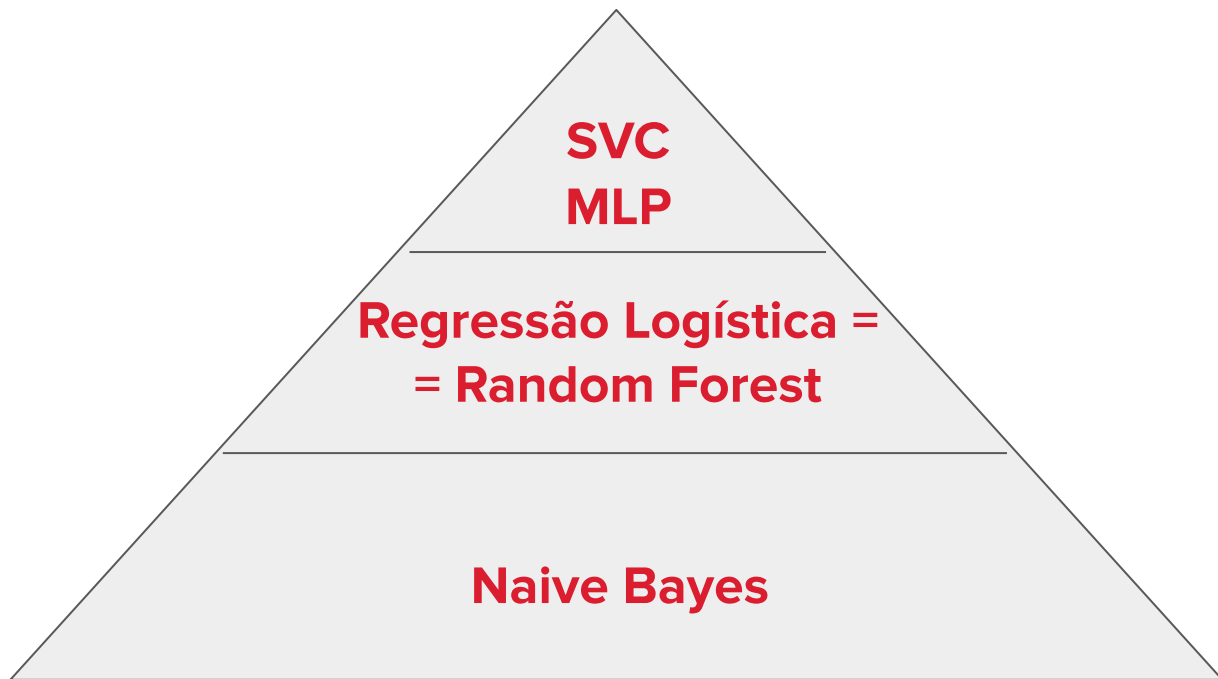 SVC
MLP
Regressão Logística =
= Random Forest
Naive Bayes